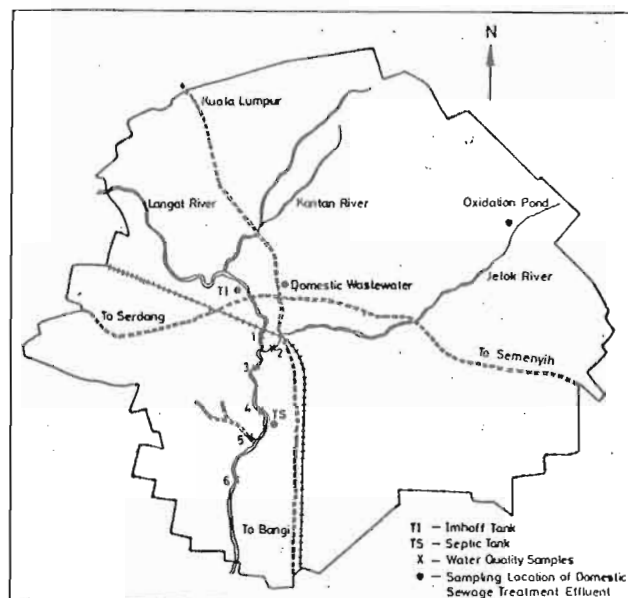 N
Kuala Lumpur
Langat River
Kantan River
Oxidation Pond
TI
Domestic Wastewater
Jelok River
To Serdang
1
2
To Semenyih
3
4
TS
5
6
To Bangi
TI – Imhoff Tank
TS – Septic Tank
X – Water Quality Samples
● – Sampling Location of Domestic
Sewage Treatment Effluent